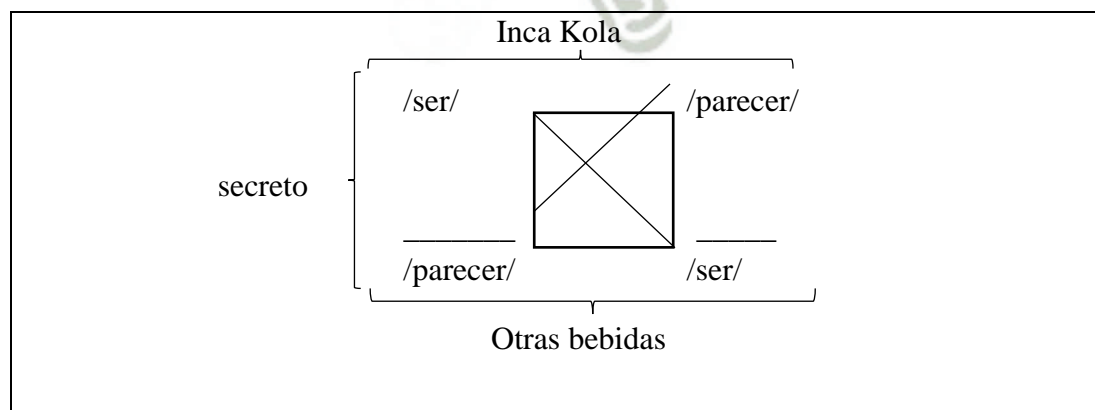 Inca Kola
/ser/ /parecer/
secreto
/parecer/ /ser/
Otras bebidas